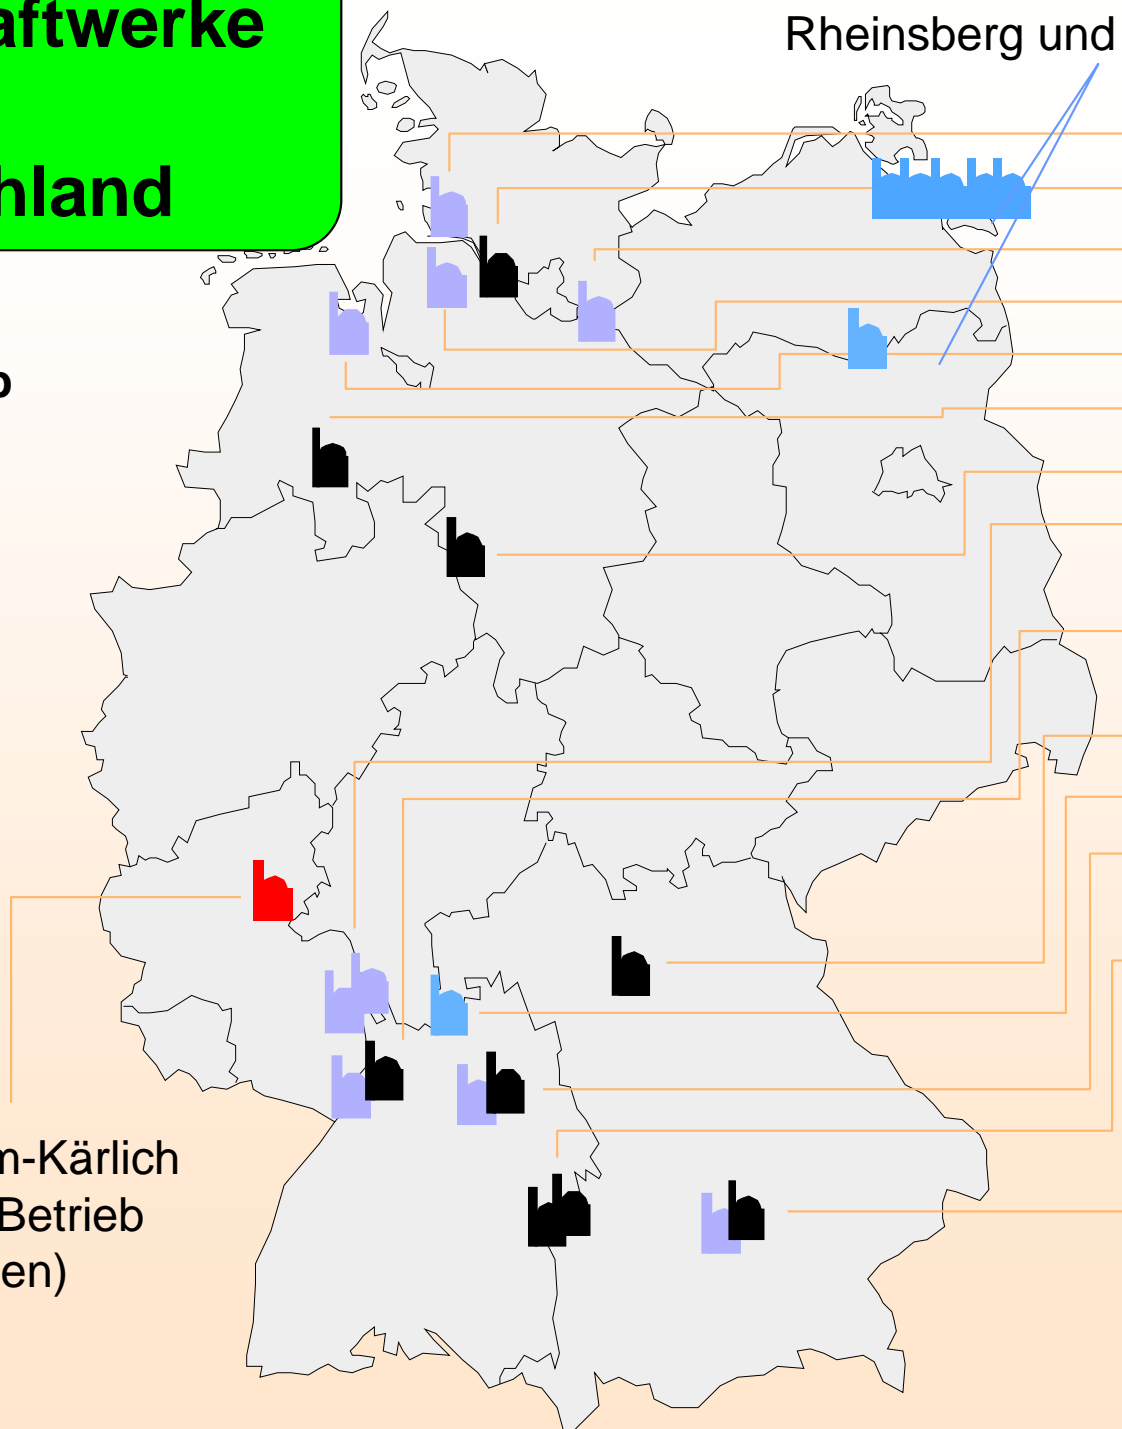 aftwerke
hland
Rheinsberg und
o
m-Kärlich
Betrieb
en)